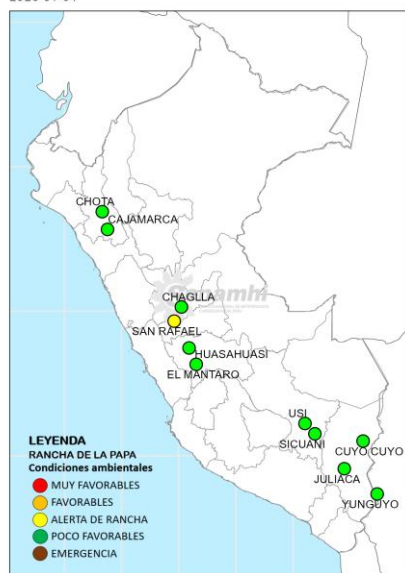 CHOTA
CAJAMARCA
Senamhi
CHAGLLA
SAN RAFAEL
HUASAHUASI
EL MANTARO
USI
SICUANI
CUYO CUYO
JULIACA
YUNGUYO
LEYENDA
RANCHA DE LA PAPA
Condiciones ambientales
MUY FAVORABLES
FAVORABLES
ALERTA DE RANCHA
POCO FAVORABLES
EMERGENCIA